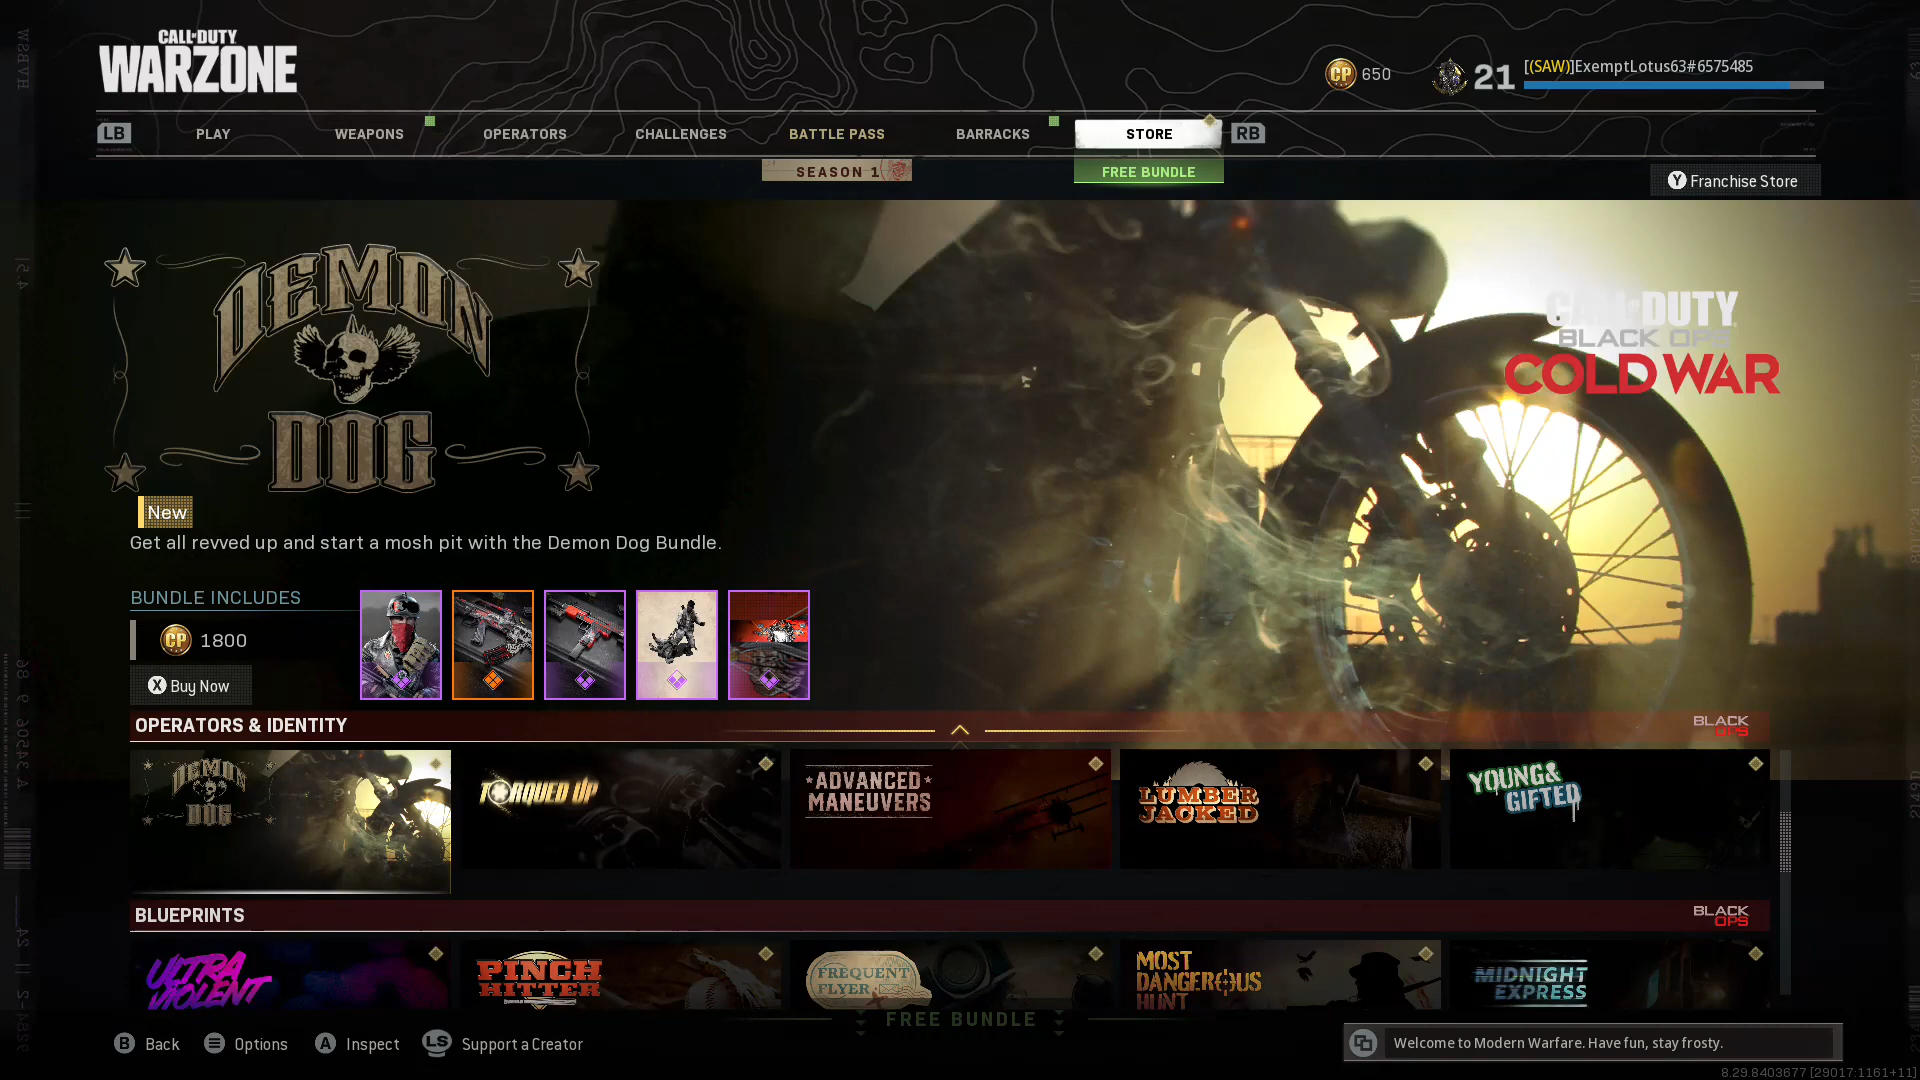 CALL OF DUTY
WARZONE
CP 650
21
[(SAW)]ExemptLotus63#6575485
LB
PLAY
WEAPONS
OPERATORS
CHALLENGES
BATTLE PASS
BARRACKS
STORE
RB
SEASON 1
FREE BUNDLE
Y Franchise Store
DEMON
DOG
CALL OF DUTY
BLACK OPS
COLD WAR
New
Get all revved up and start a mosh pit with the Demon Dog Bundle.
BUNDLE INCLUDES
CP 1800
X Buy Now
OPERATORS & IDENTITY
BLACK
OPS
DEMON
DOG
TORQUED UP
ADVANCED
MANEUVERS
LUMBER
JACKED
YOUNG&
GIFTED
BLUEPRINTS
BLACK
OPS
ULTRA
VIOLENT
PINCH
HITTER
FREQUENT
FLYER
MOST
DANGEROUS
HUNT
MIDNIGHT
EXPRESS
FREE BUNDLE
B Back
Options
A Inspect
LS Support a Creator
Welcome to Modern Warfare. Have fun, stay frosty.
8.29.8403677 [29017:1161+11]